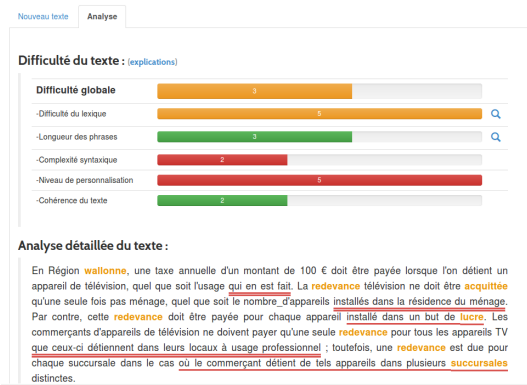 Nouveau texte Analyse
Difficulté du texte : (explications)
Difficulté globale 3
-Difficulté du lexique 5
-Longueur des phrases 3
-Complexité syntaxique 2
-Niveau de personnalisation 5
-Cohérence du texte 2
Analyse détaillée du texte :
En Région wallonne, une taxe annuelle d'un montant de 100 € doit être payée lorsque l'on détient un
appareil de télévision, quel que soit l'usage qui en est fait. La redevance télévision ne doit être acquittée
qu'une seule fois pas ménage, quel que soit le nombre_d'appareils installés dans la résidence du ménage.
Par contre, cette redevance doit être payée pour chaque appareil installé dans un but de lucre. Les
commerçants d'appareils de télévision ne doivent payer qu'une seule redevance pour tous les appareils TV
que ceux-ci détiennent dans leurs locaux à usage professionnel ; toutefois, une redevance est due pour
chaque succursale dans le cas où le commerçant détient de tels appareils dans plusieurs succursales
distinctes.